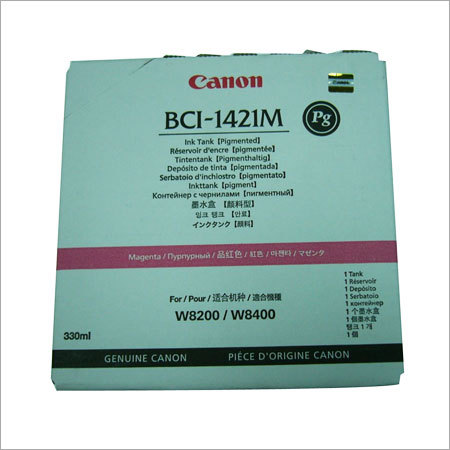 Canon
BCI-1421M
Pg
Ink Tank [Pigmented]
Réservoir d'encre [pigmentée]
Tintentank [Pigmenthaltig]
Depósito de tinta [pigmentada]
Serbatoio d'inchiostro [pigmentato]
Inkttank [pigment]
Контейнер с чернилами [пигментный]
墨水盒 【颜料型】
잉크 탱크 【안료】
インクタンク 【顔料】
Magenta / Пурпурный / 品红色 / 紅色 / 마젠타 / マゼンタ
For / Pour / 适合机种 / 適合機種
W8200 / W8400
1 Tank
1 Réservoir
1 Depósito
1 Serbatoio
1 контейнер
1 个墨水盒
1 個墨水盒
탱크 1 개
1 個
330ml
GENUINE CANON
PIÈCE D'ORIGINE CANON